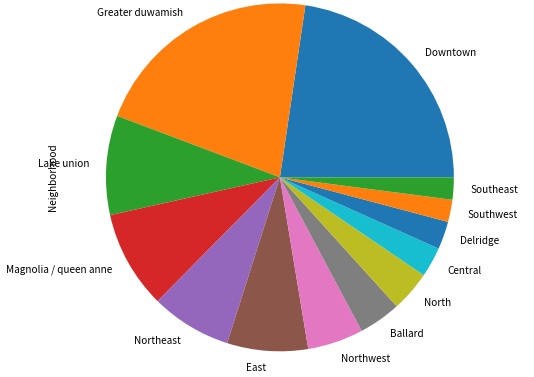 Greater duwamish
Downtown
Lake union
Neighborhood
Southeast
Southwest
Delridge
Magnolia / queen anne
Central
North
Ballard
Northeast
Northwest
East